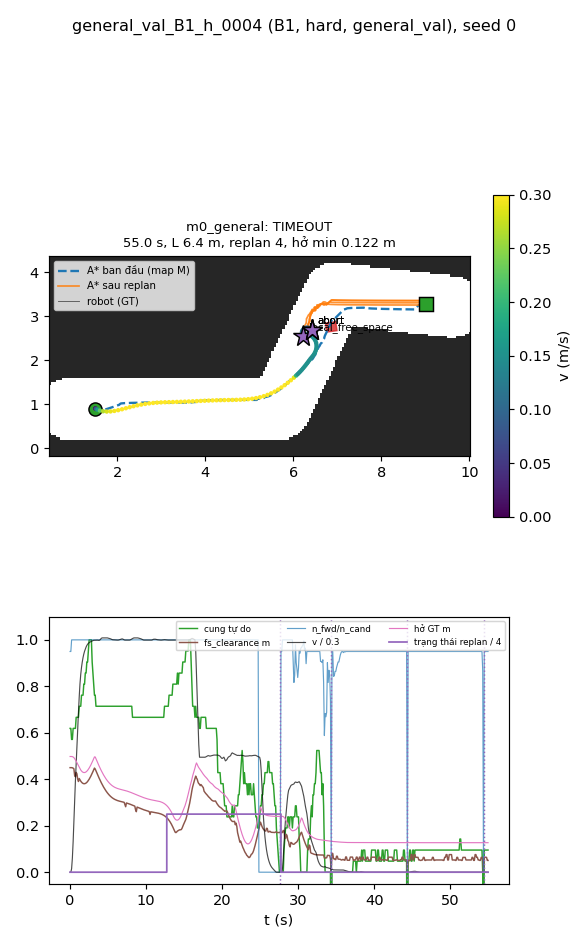 general_val_B1_h_0004 (B1, hard, general_val), seed 0
m0_general: TIMEOUT
55.0 s, L 6.4 m, replan 4, hở min 0.122 m
A* ban đầu (map M)
A* sau replan
robot (GT)
abort
free_space
4
3
2
1
0
2
4
6
8
10
0.30
0.25
0.20
0.15
0.10
0.05
0.00
v (m/s)
cung tự do
fs_clearance m
n_fwd/n_cand
v / 0.3
hở GT m
trạng thái replan / 4
1.0
0.8
0.6
0.4
0.2
0.0
0
10
20
30
40
50
t (s)